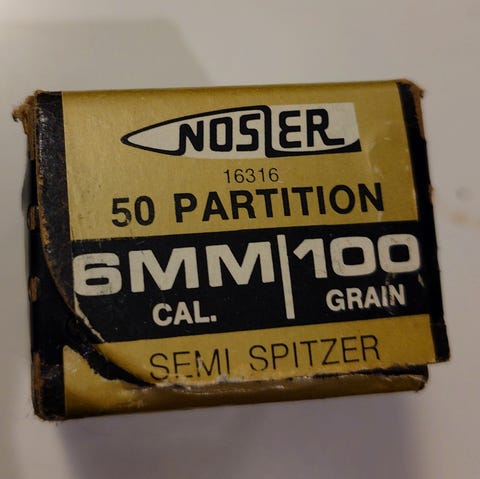 NOSLER
16316
50 PARTITION
6MM|100
CAL. GRAIN
SEMI SPITZER